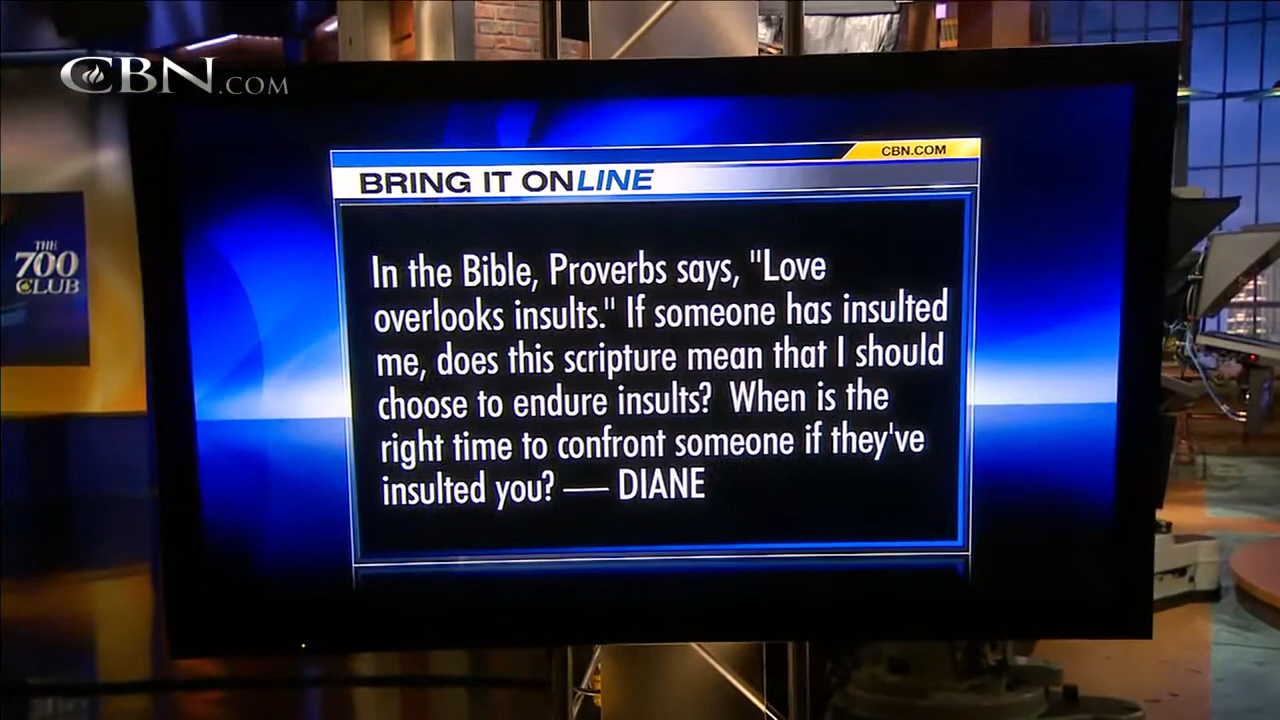 CBN.COM
CBN.COM
BRING IT ONLINE
THE
700
CLUB
In the Bible, Proverbs says, "Love
overlooks insults." If someone has insulted
me, does this scripture mean that I should
choose to endure insults?  When is the
right time to confront someone if they've
insulted you? — DIANE